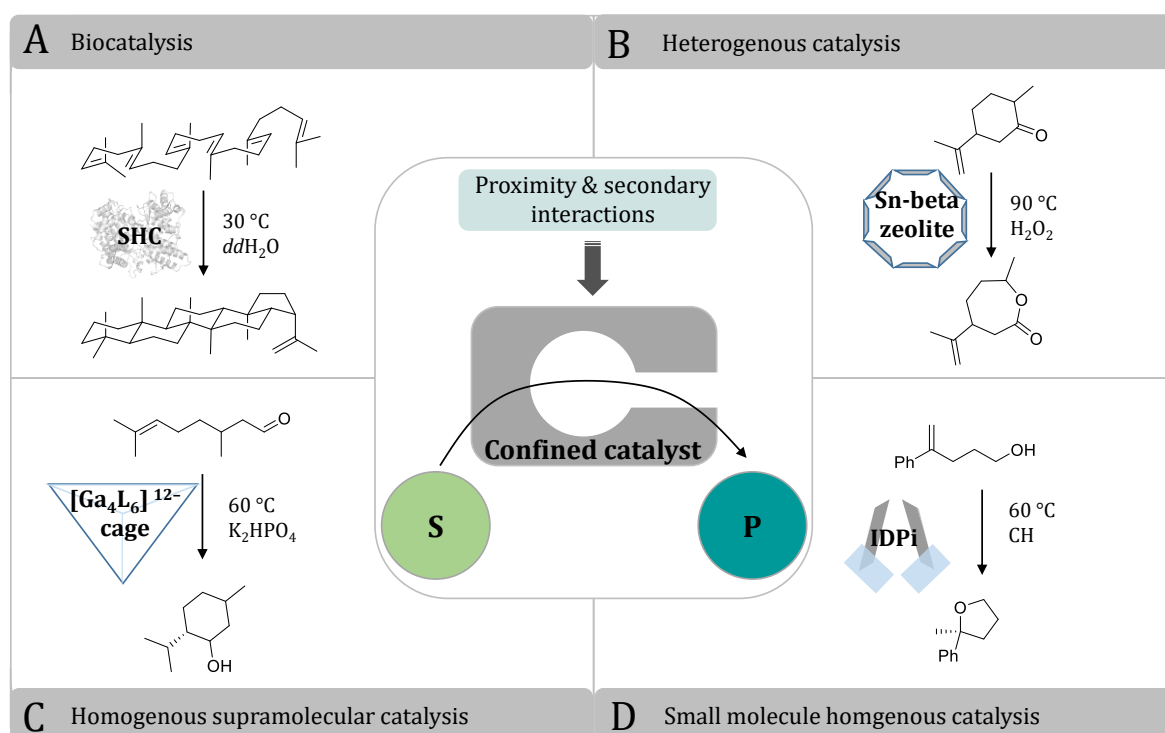 A Biocatalysis
B Heterogenous catalysis
SHC
30 °C
ddH₂O
Proximity & secondary
interactions
O
Sn-beta
zeolite
90 °C
H₂O₂
O
O
Confined catalyst
S
P
O
[Ga₄L₆]¹²⁻
cage
60 °C
K₂HPO₄
OH
Ph
OH
IDPi
60 °C
CH
O
Ph
C Homogenous supramolecular catalysis
D Small molecule homgenous catalysis